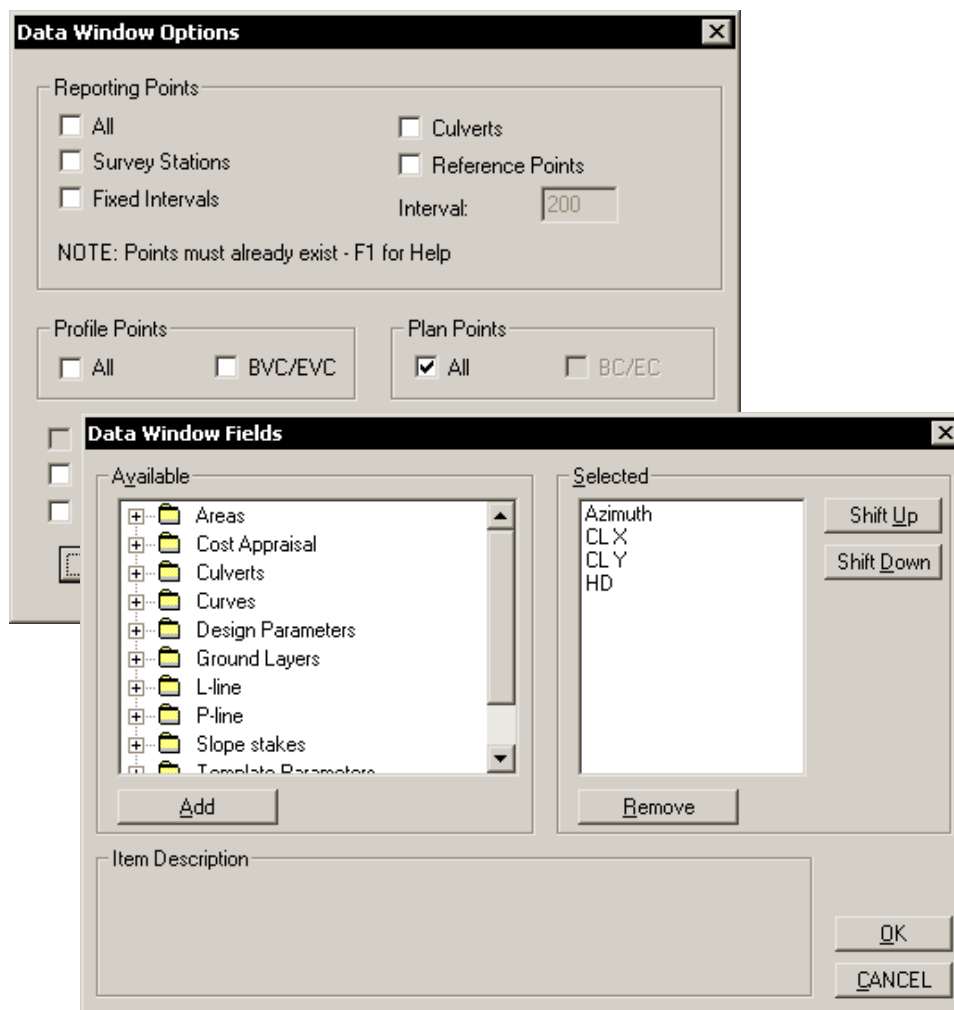 Data Window Options
Reporting Points
All
Culverts
Survey Stations
Reference Points
Fixed Intervals
Interval: 200
NOTE: Points must already exist - F1 for Help
Profile Points
All BVC/EVC
Plan Points
All BC/EC
Data Window Fields
Available
Areas
Cost Appraisal
Culverts
Curves
Design Parameters
Ground Layers
L-line
P-line
Slope stakes
Template Parameters
Add
Selected
Azimuth
CL X
CL Y
HD
Remove
Shift Up
Shift Down
Item Description
OK
CANCEL